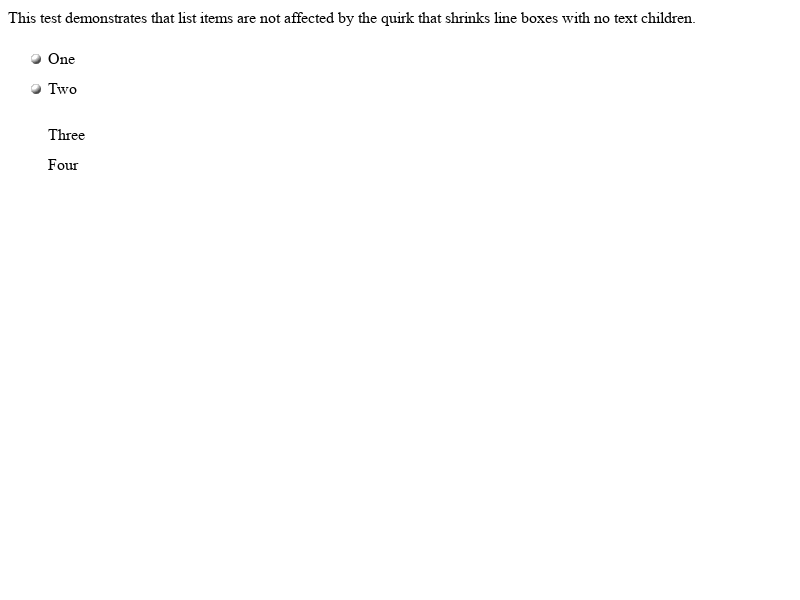 This test demonstrates that list items are not affected by the quirk that shrinks line boxes with no text children.
One
Two
Three
Four